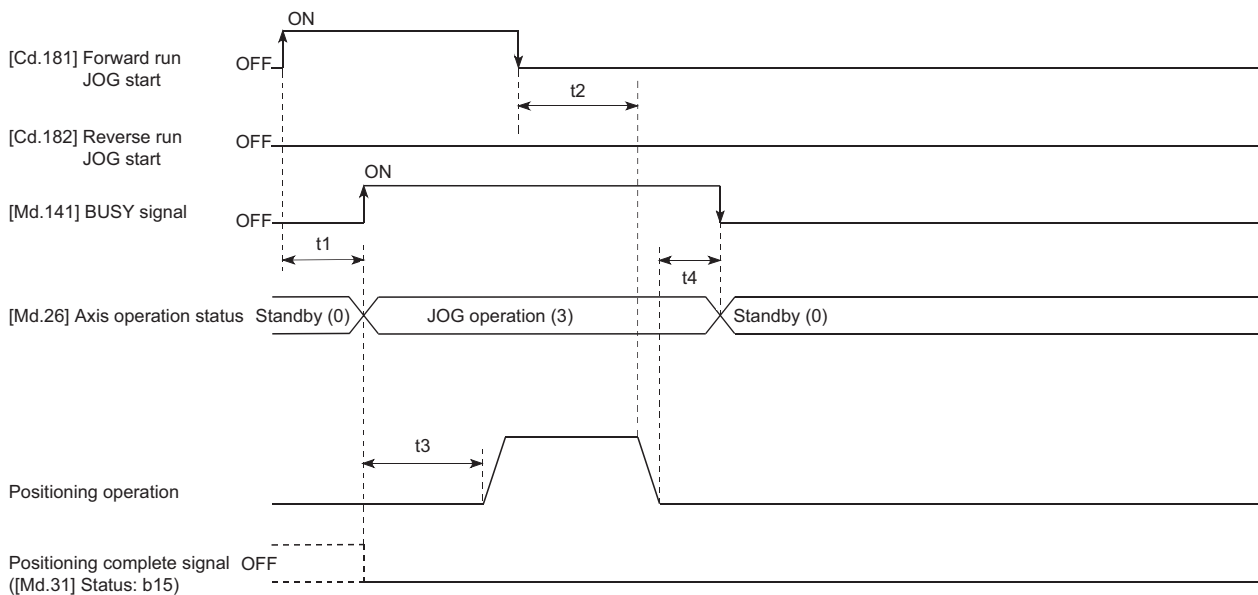 ON
[Cd.181] Forward run
JOG start
OFF
t2
[Cd.182] Reverse run
JOG start
OFF
ON
[Md.141] BUSY signal
OFF
t1
t4
[Md.26] Axis operation status
Standby (0)
JOG operation (3)
Standby (0)
t3
Positioning operation
Positioning complete signal
OFF
([Md.31] Status: b15)